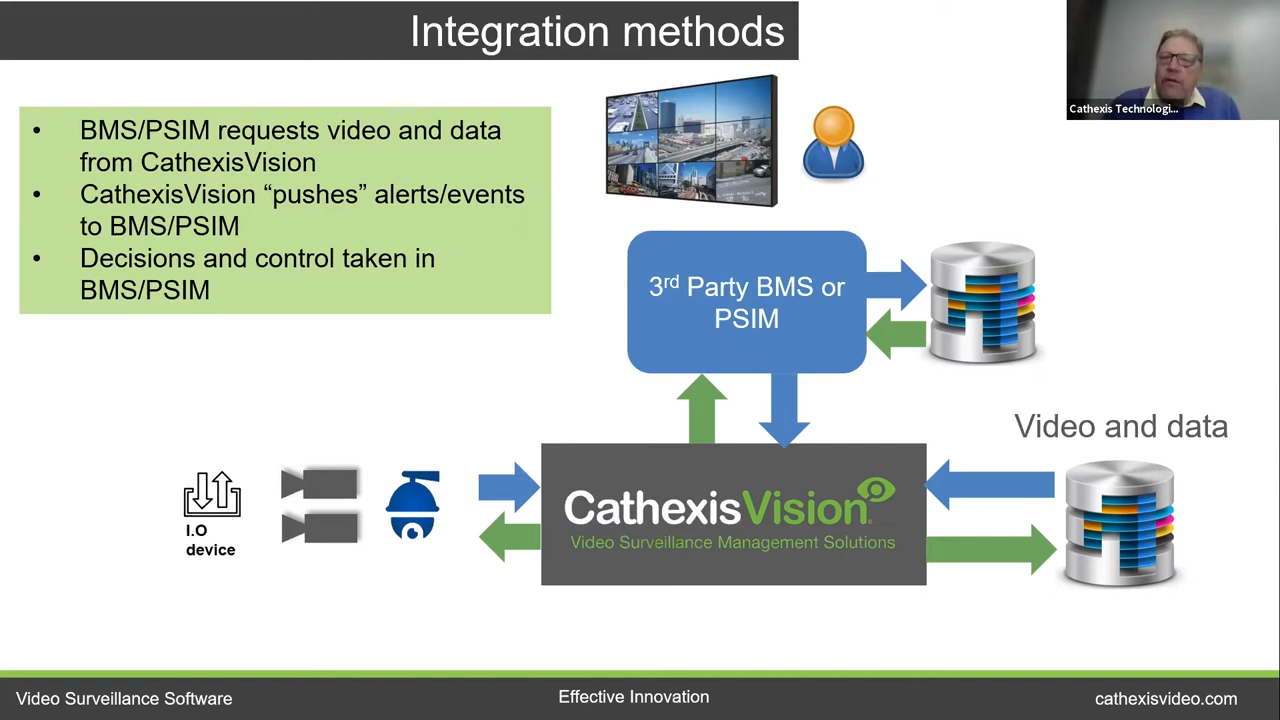 Integration methods
Cathexis Technologi...
• BMS/PSIM requests video and data
from CathexisVision
• CathexisVision “pushes” alerts/events
to BMS/PSIM
• Decisions and control taken in
BMS/PSIM
3rd Party BMS or
PSIM
Video and data
I.O
device
CathexisVision
Video Surveillance Management Solutions
Video Surveillance Software
Effective Innovation
cathexisvideo.com